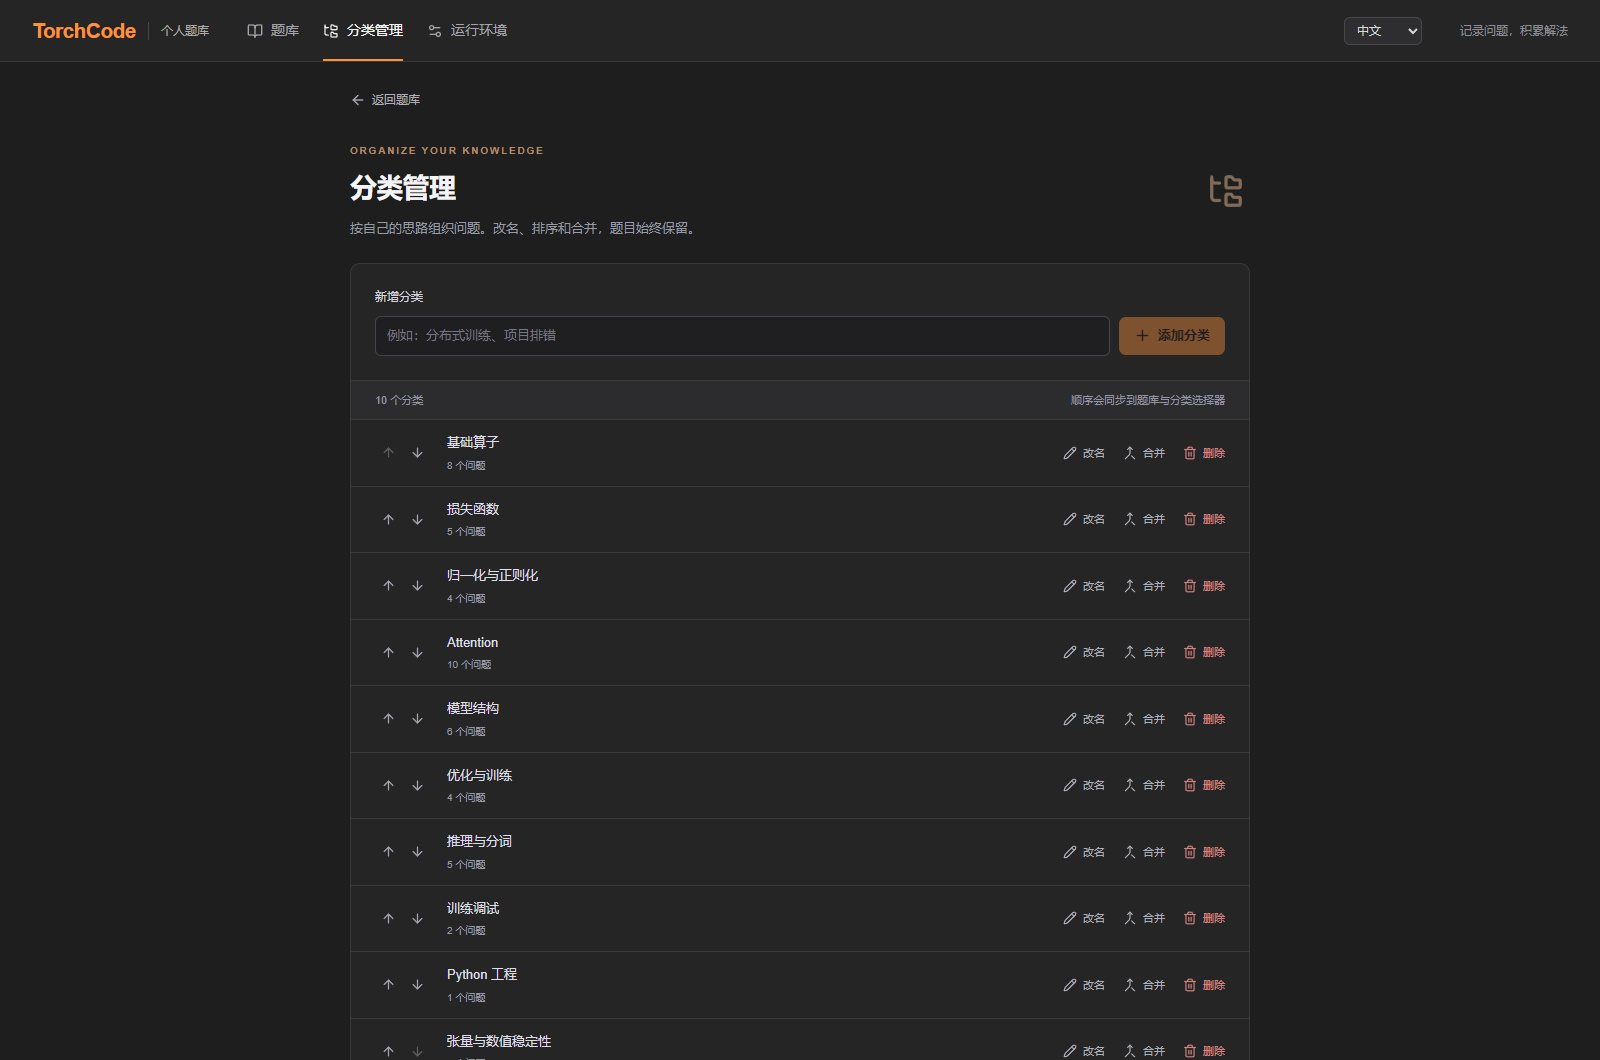 TorchCode 个人题库 题库 分类管理 运行环境 中文 记录问题，积累解法
返回题库
ORGANIZE YOUR KNOWLEDGE
分类管理
按自己的思路组织问题。改名、排序和合并，题目始终保留。
新增分类
例如：分布式训练、项目排错 添加分类
10 个分类 顺序会同步到题库与分类选择器
基础算子
8 个问题
改名 合并 删除
损失函数
5 个问题
改名 合并 删除
归一化与正则化
4 个问题
改名 合并 删除
Attention
10 个问题
改名 合并 删除
模型结构
6 个问题
改名 合并 删除
优化与训练
4 个问题
改名 合并 删除
推理与分词
5 个问题
改名 合并 删除
训练调试
2 个问题
改名 合并 删除
Python 工程
1 个问题
改名 合并 删除
张量与数值稳定性
改名 合并 删除